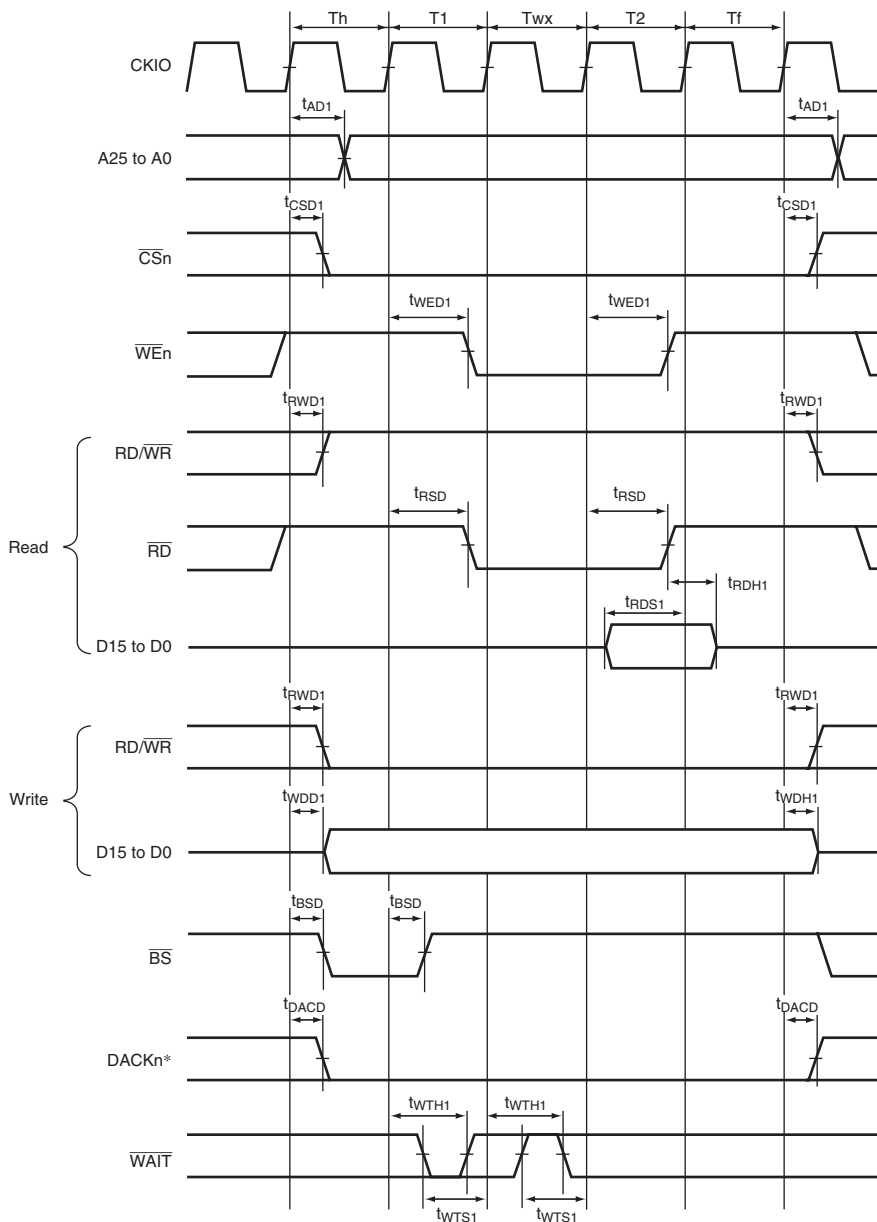 Th T1 Twx T2 Tf
CKIO
tAD1 tAD1
A25 to A0
tCSD1 tCSD1
CSn
tWED1 tWED1
WEn
tRWD1 tRWD1
RD/WR
tRSD tRSD
Read
RD
tRDH1
tRDS1
D15 to D0
tRWD1 tRWD1
RD/WR
Write
tWDD1 tWDH1
D15 to D0
tBSD tBSD
BS
tDACD tDACD
DACKn*
tWTH1 tWTH1
WAIT
tWTS1 tWTS1